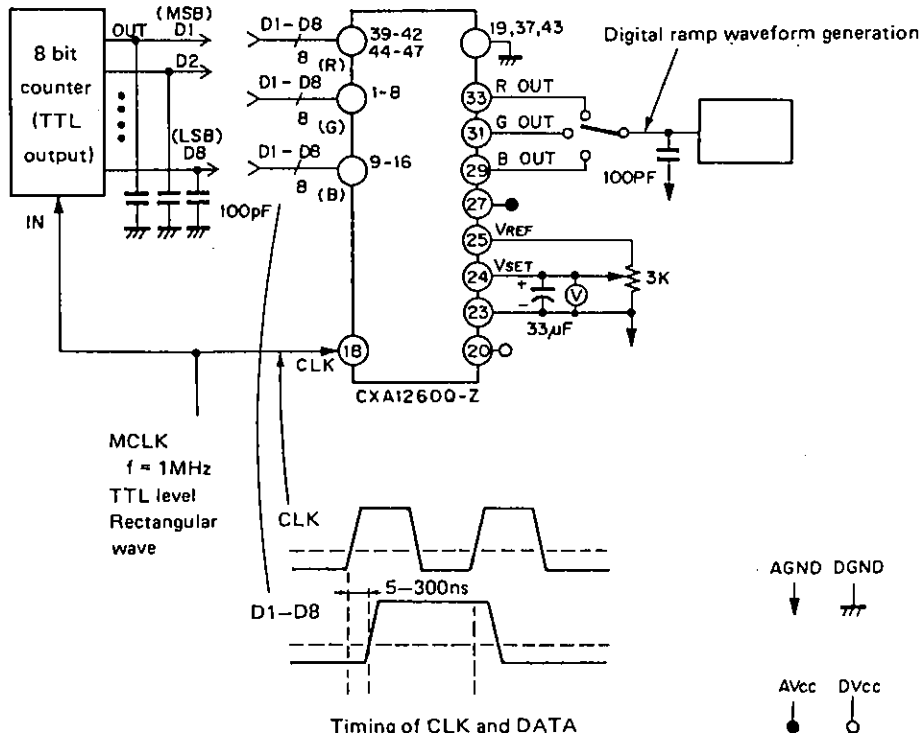 8 bit
counter
(TTL
output)
OUT
(MSB)
D1
D2
(LSB)
D8
IN
100pF
D1-D8
8
(R)
39-42
44-47
D1-D8
8
(G)
1-8
D1-D8
8
(B)
9-16
18
CLK
CXA1260Q-Z
19,37,43
33
R OUT
31
G OUT
29
B OUT
27
25
VREF
24
VSET
23
20
+
−
33μF
V
3K
Digital ramp waveform generation
100PF
MCLK
f = 1MHz
TTL level
Rectangular
wave
CLK
5–300ns
D1–D8
Timing of CLK and DATA
AGND DGND
AVcc DVcc